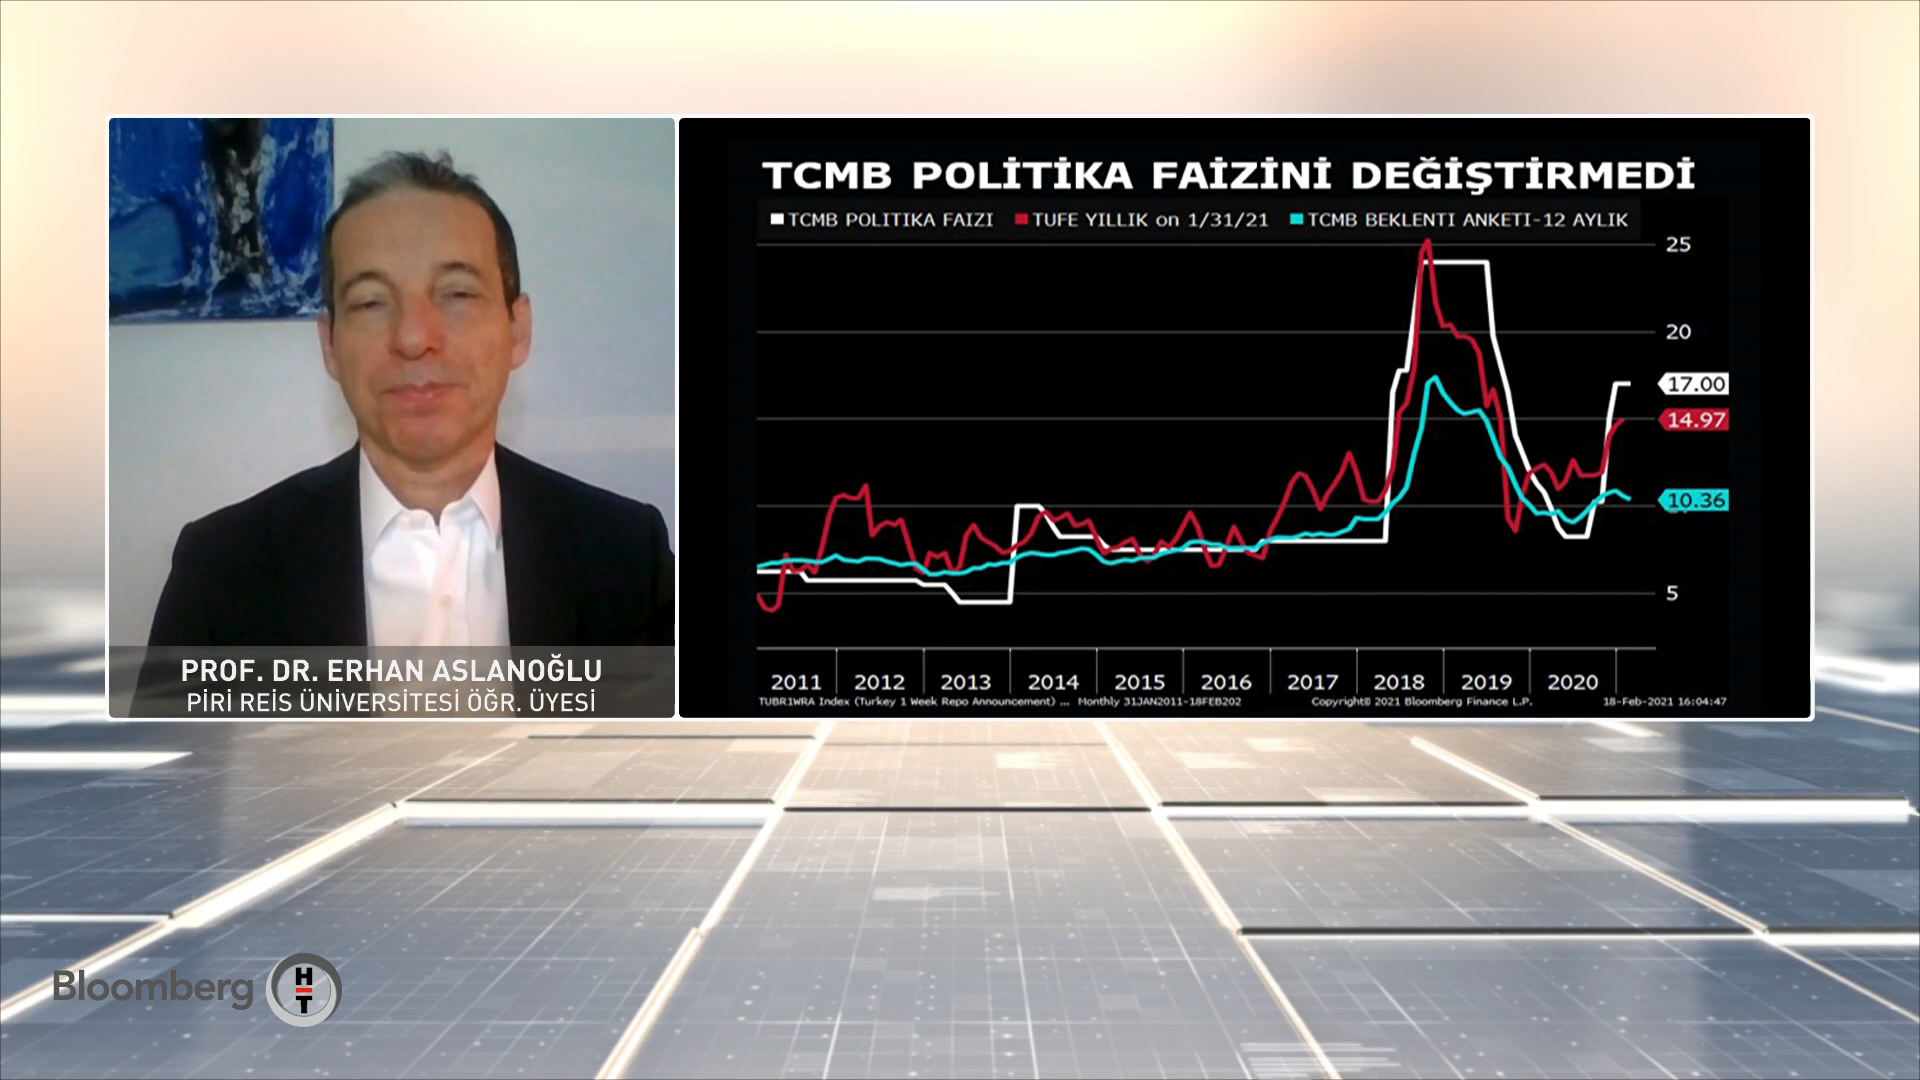 TCMB POLİTİKA FAİZİNİ DEĞİŞTİRMEDİ
TCMB POLITIKA FAIZI TUFE YILLIK on 1/31/21 TCMB BEKLENTI ANKETI-12 AYLIK
25
20
17.00
14.97
10.36
5
2011 2012 2013 2014 2015 2016 2017 2018 2019 2020
TUBR1WRA Index (Turkey 1 Week Repo Announcement) ... Monthly 31JAN2011-18FEB202 Copyright© 2021 Bloomberg Finance L.P. 18-Feb-2021 16:04:47
PROF. DR. ERHAN ASLANOĞLU
PİRİ REİS ÜNİVERSİTESİ ÖĞR. ÜYESİ
Bloomberg HT